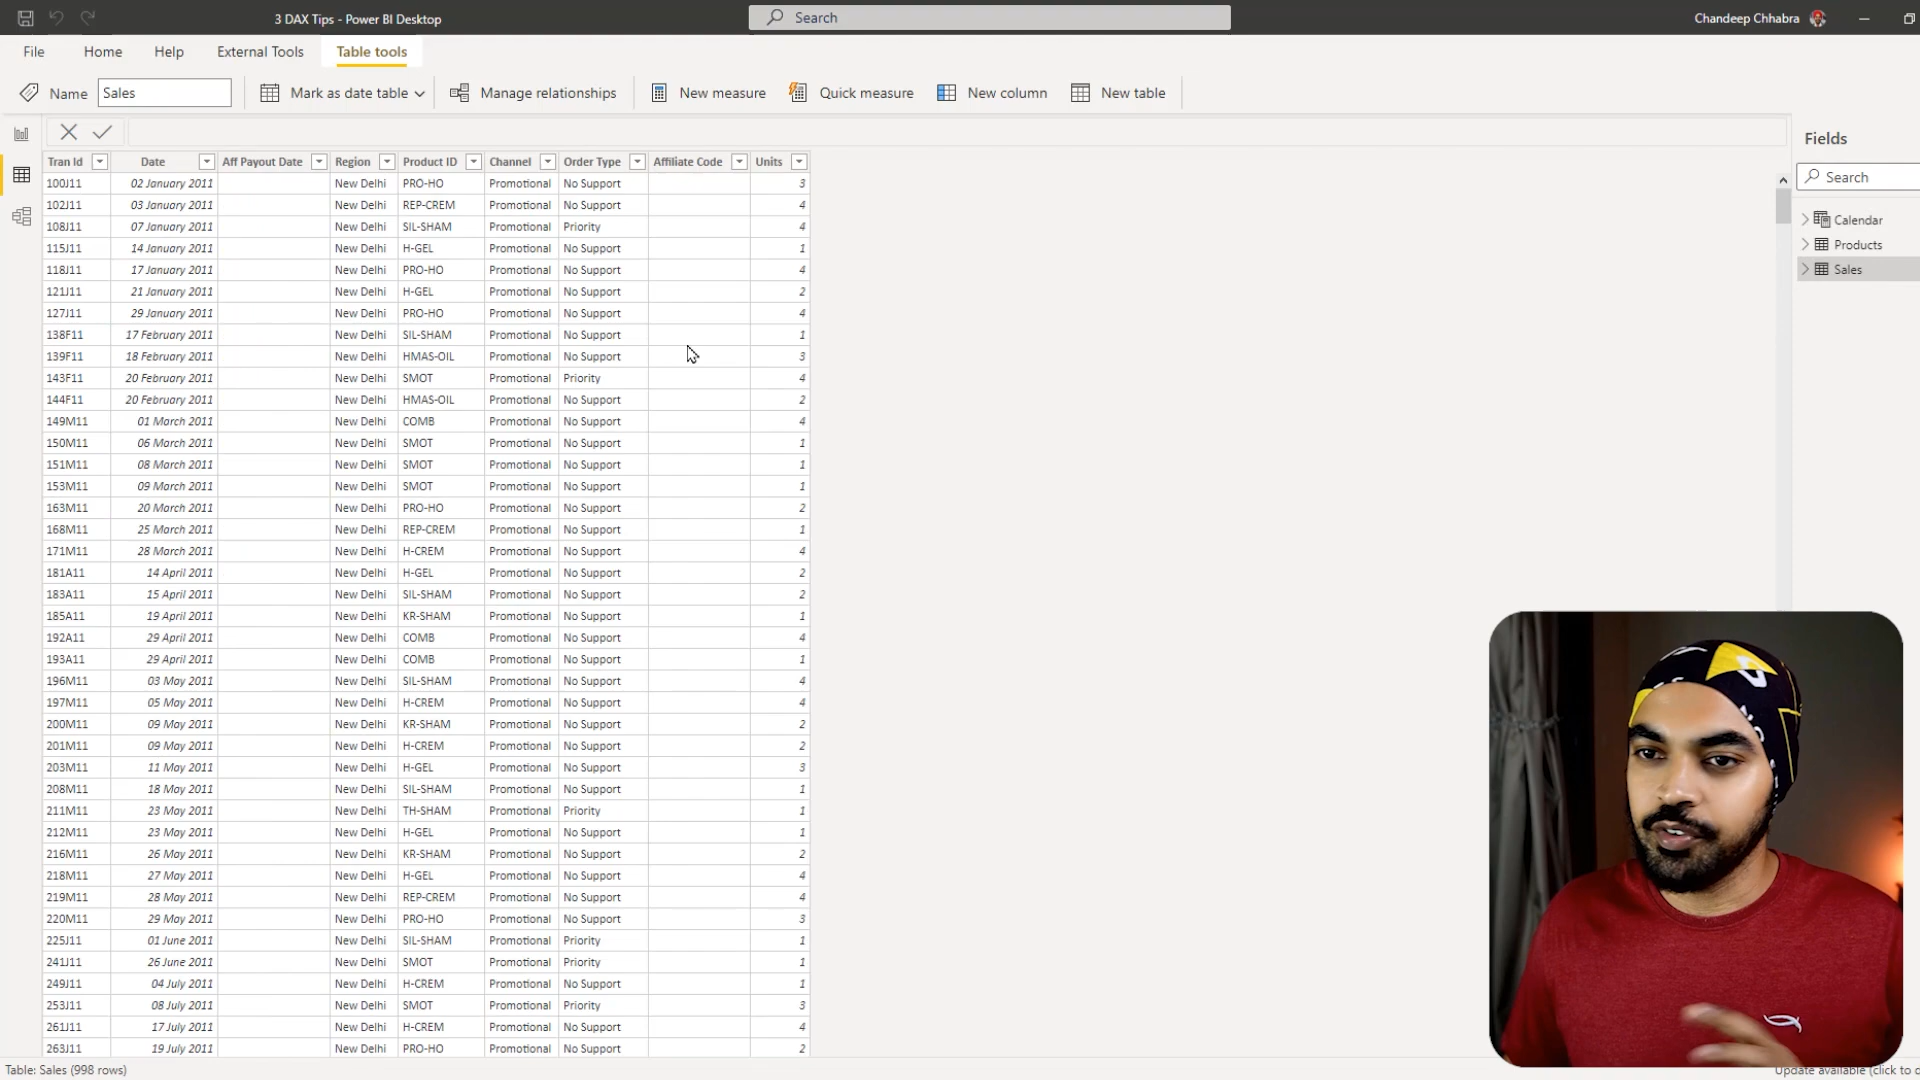 3 DAX Tips - Power BI Desktop
Search
Chandeep Chhabra
File Home Help External Tools Table tools
Name Sales Mark as date table Manage relationships New measure Quick measure New column New table
Fields
Search
Calendar
Products
Sales
Tran Id Date Aff Payout Date Region Product ID Channel Order Type Affiliate Code Units
100J11 02 January 2011 New Delhi PRO-HO Promotional No Support 3
102J11 03 January 2011 New Delhi REP-CREM Promotional No Support 4
108J11 07 January 2011 New Delhi SIL-SHAM Promotional Priority 4
115J11 14 January 2011 New Delhi H-GEL Promotional No Support 1
118J11 17 January 2011 New Delhi PRO-HO Promotional No Support 4
121J11 21 January 2011 New Delhi H-GEL Promotional No Support 2
127J11 29 January 2011 New Delhi PRO-HO Promotional No Support 4
138F11 17 February 2011 New Delhi SIL-SHAM Promotional No Support 1
139F11 18 February 2011 New Delhi HMAS-OIL Promotional No Support 3
143F11 20 February 2011 New Delhi SMOT Promotional Priority 4
144F11 20 February 2011 New Delhi HMAS-OIL Promotional No Support 2
149M11 01 March 2011 New Delhi COMB Promotional No Support 4
150M11 06 March 2011 New Delhi SMOT Promotional No Support 1
151M11 08 March 2011 New Delhi SMOT Promotional No Support 1
153M11 09 March 2011 New Delhi SMOT Promotional No Support 1
163M11 20 March 2011 New Delhi PRO-HO Promotional No Support 2
168M11 25 March 2011 New Delhi REP-CREM Promotional No Support 1
171M11 28 March 2011 New Delhi H-CREM Promotional No Support 4
181A11 14 April 2011 New Delhi H-GEL Promotional No Support 2
183A11 15 April 2011 New Delhi SIL-SHAM Promotional No Support 2
185A11 19 April 2011 New Delhi KR-SHAM Promotional No Support 1
192A11 29 April 2011 New Delhi COMB Promotional No Support 4
193A11 29 April 2011 New Delhi COMB Promotional No Support 1
196M11 03 May 2011 New Delhi SIL-SHAM Promotional No Support 4
197M11 05 May 2011 New Delhi H-CREM Promotional No Support 4
200M11 09 May 2011 New Delhi KR-SHAM Promotional No Support 2
201M11 09 May 2011 New Delhi H-CREM Promotional No Support 2
203M11 11 May 2011 New Delhi H-GEL Promotional No Support 3
208M11 18 May 2011 New Delhi SIL-SHAM Promotional No Support 1
211M11 23 May 2011 New Delhi TH-SHAM Promotional Priority 1
212M11 23 May 2011 New Delhi H-GEL Promotional No Support 1
216M11 26 May 2011 New Delhi KR-SHAM Promotional No Support 2
218M11 27 May 2011 New Delhi H-GEL Promotional No Support 4
219M11 28 May 2011 New Delhi REP-CREM Promotional No Support 4
220M11 29 May 2011 New Delhi PRO-HO Promotional No Support 3
225J11 01 June 2011 New Delhi SIL-SHAM Promotional Priority 1
241J11 26 June 2011 New Delhi SMOT Promotional Priority 1
249J11 04 July 2011 New Delhi H-CREM Promotional No Support 1
253J11 08 July 2011 New Delhi SMOT Promotional Priority 3
261J11 17 July 2011 New Delhi H-CREM Promotional No Support 4
263J11 19 July 2011 New Delhi PRO-HO Promotional No Support 2
Table: Sales (998 rows)
Update available (click to